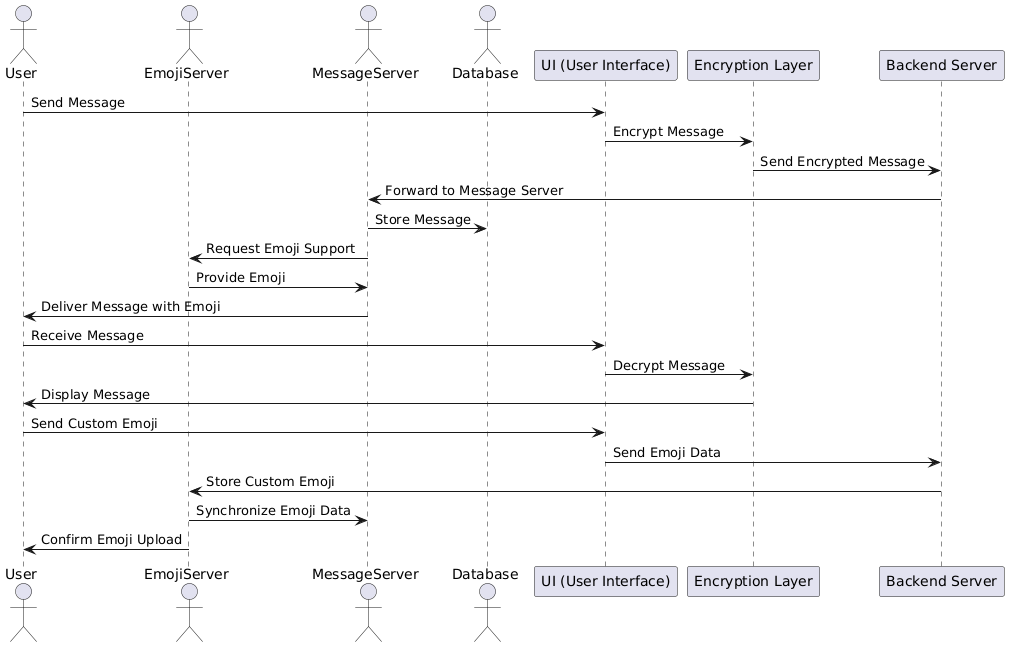 User
EmojiServer
MessageServer
Database
UI (User Interface)
Encryption Layer
Backend Server
Send Message
Encrypt Message
Send Encrypted Message
Forward to Message Server
Store Message
Request Emoji Support
Provide Emoji
Deliver Message with Emoji
Receive Message
Decrypt Message
Display Message
Send Custom Emoji
Send Emoji Data
Store Custom Emoji
Synchronize Emoji Data
Confirm Emoji Upload
User
EmojiServer
MessageServer
Database
UI (User Interface)
Encryption Layer
Backend Server